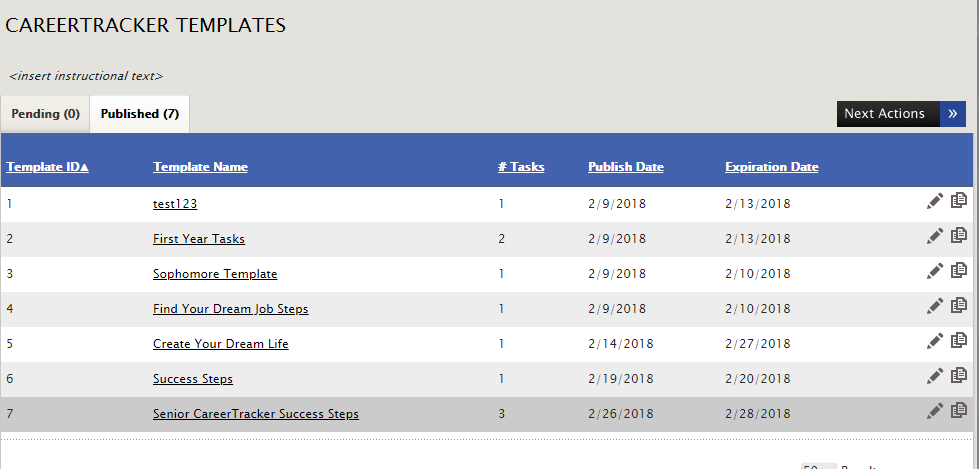 CAREERTRACKER TEMPLATES
<insert instructional text>
Pending (0) Published (7) Next Actions »
Template ID▲ Template Name # Tasks Publish Date Expiration Date
1 test123 1 2/9/2018 2/13/2018
2 First Year Tasks 2 2/9/2018 2/13/2018
3 Sophomore Template 1 2/9/2018 2/10/2018
4 Find Your Dream Job Steps 1 2/9/2018 2/10/2018
5 Create Your Dream Life 1 2/14/2018 2/27/2018
6 Success Steps 1 2/19/2018 2/20/2018
7 Senior CareerTracker Success Steps 3 2/26/2018 2/28/2018